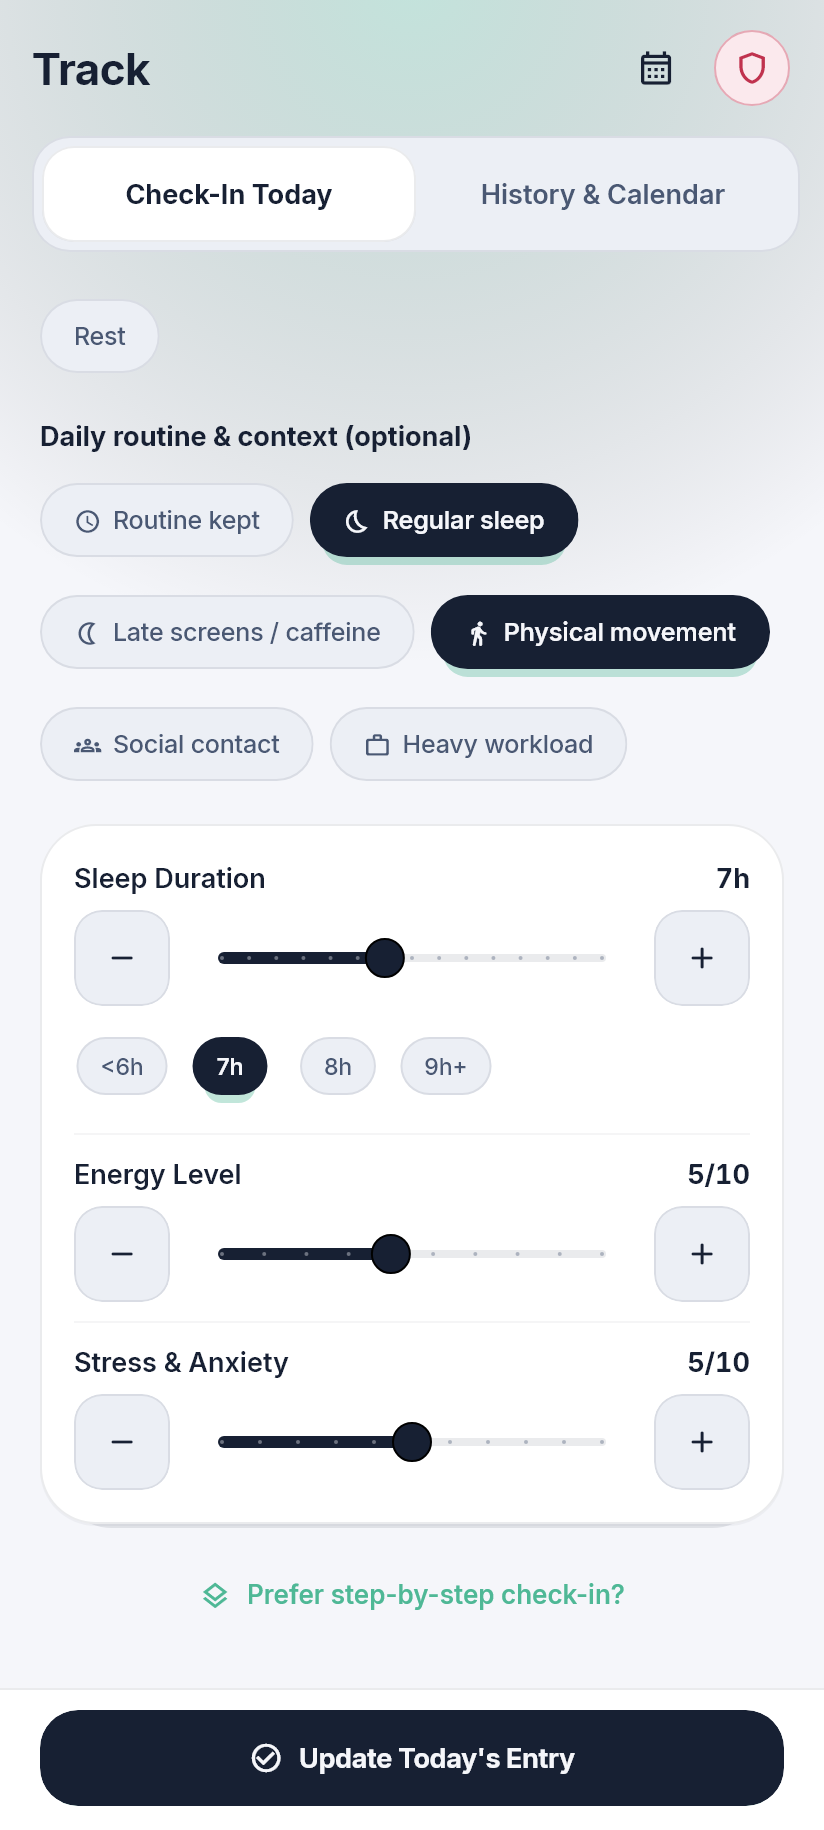 Track
Check-In Today
History & Calendar
Rest
Daily routine & context (optional)
Routine kept
Regular sleep
Late screens / caffeine
Physical movement
Social contact
Heavy workload
Sleep Duration
7h
<6h
7h
8h
9h+
Energy Level
5/10
Stress & Anxiety
5/10
Prefer step-by-step check-in?
Update Today's Entry